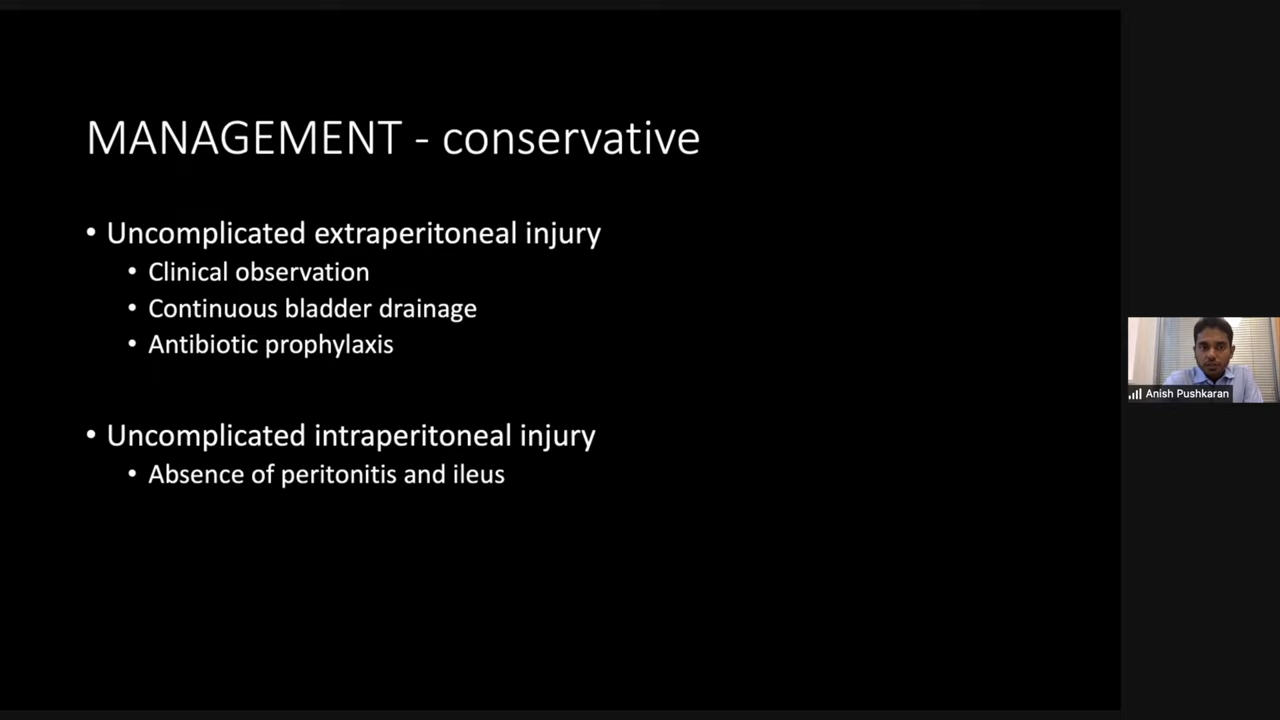 MANAGEMENT - conservative
• Uncomplicated extraperitoneal injury
• Clinical observation
• Continuous bladder drainage
• Antibiotic prophylaxis
• Uncomplicated intraperitoneal injury
• Absence of peritonitis and ileus
Anish Pushkaran